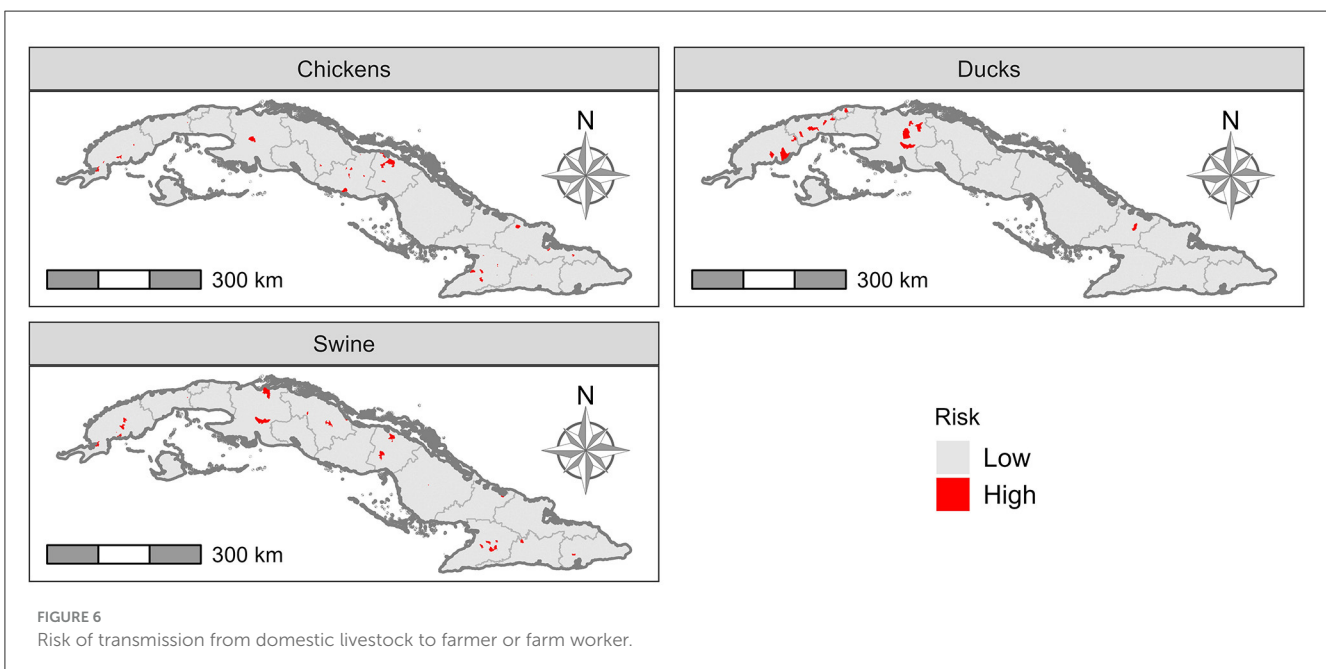 Chickens
N
300 km
Ducks
N
300 km
Swine
N
300 km
Risk
Low
High
FIGURE 6
Risk of transmission from domestic livestock to farmer or farm worker.